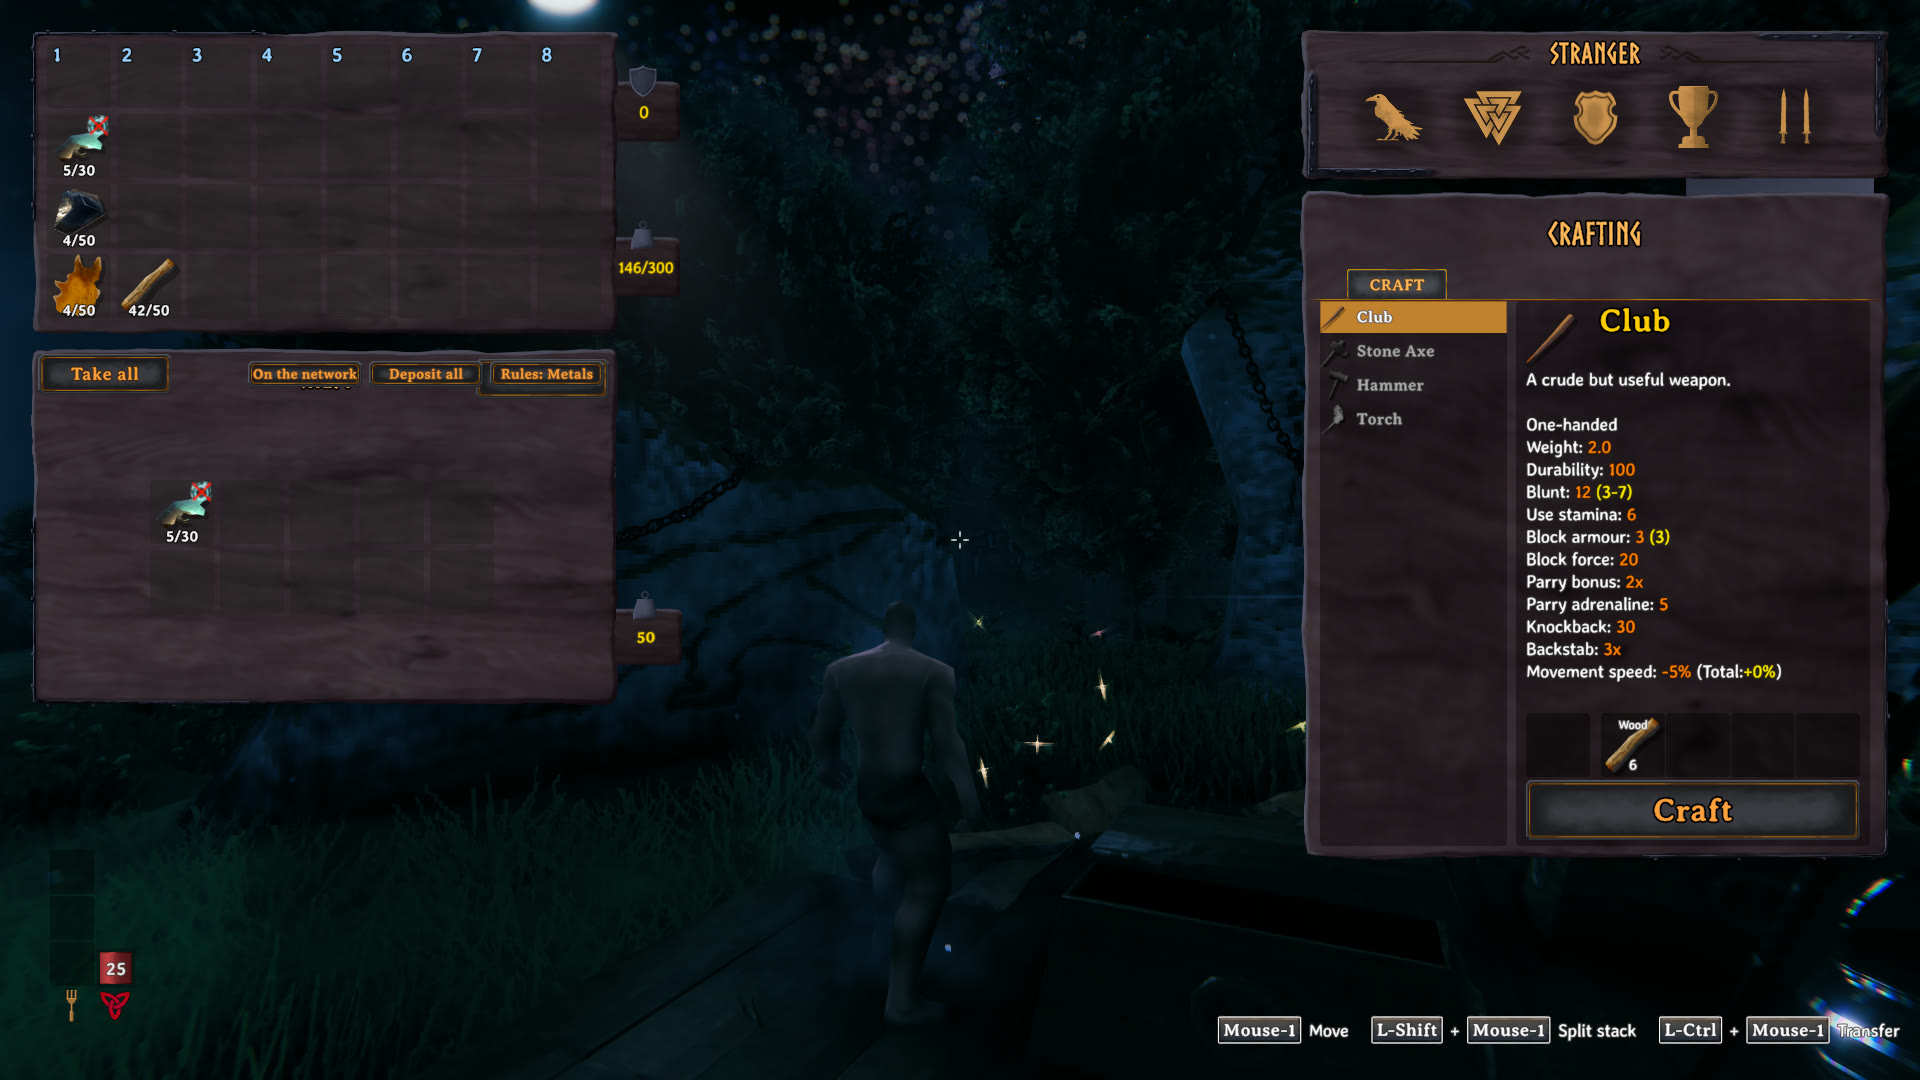 1 2 3 4 5 6 7 8
5/30
4/50
4/50 42/50
0
146/300
Take all
On the network
Deposit all
Rules: Metals
5/30
50
25
STRANGER
CRAFTING
CRAFT
Club
Stone Axe
Hammer
Torch
Club
A crude but useful weapon.
One-handed
Weight: 2.0
Durability: 100
Blunt: 12 (3-7)
Use stamina: 6
Block armour: 3 (3)
Block force: 20
Parry bonus: 2x
Parry adrenaline: 5
Knockback: 30
Backstab: 3x
Movement speed: -5% (Total:+0%)
Wood
6
Craft
Mouse-1 Move L-Shift + Mouse-1 Split stack L-Ctrl + Mouse-1 Transfer